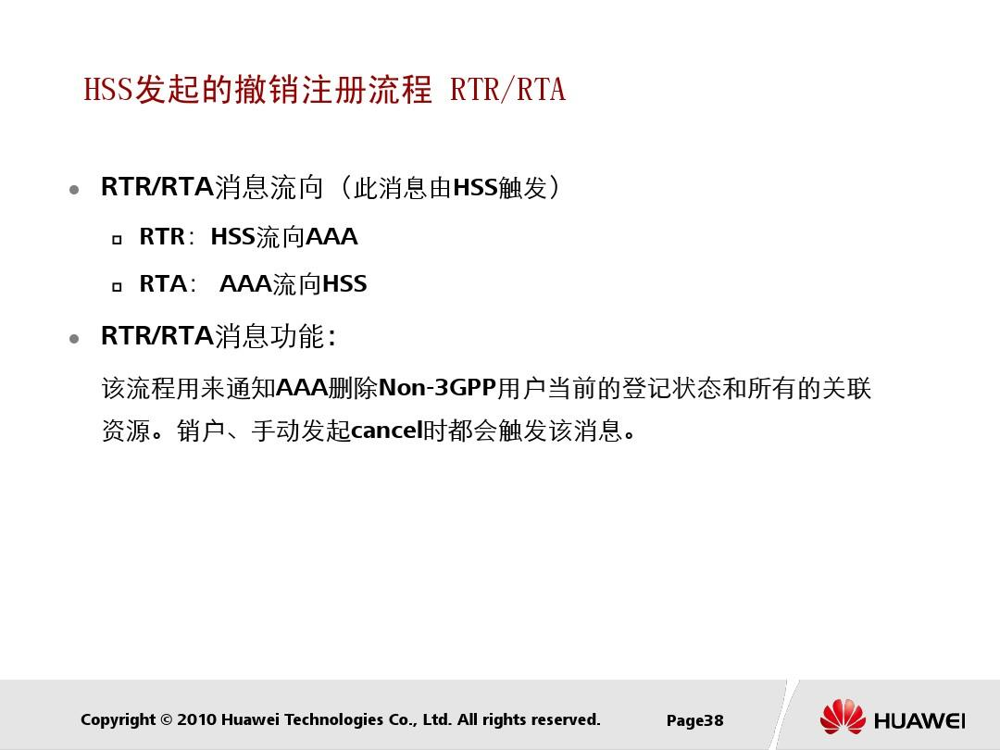 HSS发起的撤销注册流程 RTR/RTA
RTR/RTA消息流向（此消息由HSS触发）
RTR：HSS流向AAA
RTA： AAA流向HSS
RTR/RTA消息功能：
该流程用来通知AAA删除Non-3GPP用户当前的登记状态和所有的关联
资源。销户、手动发起cancel时都会触发该消息。
Copyright © 2010 Huawei Technologies Co., Ltd. All rights reserved.
Page38
HUAWEI